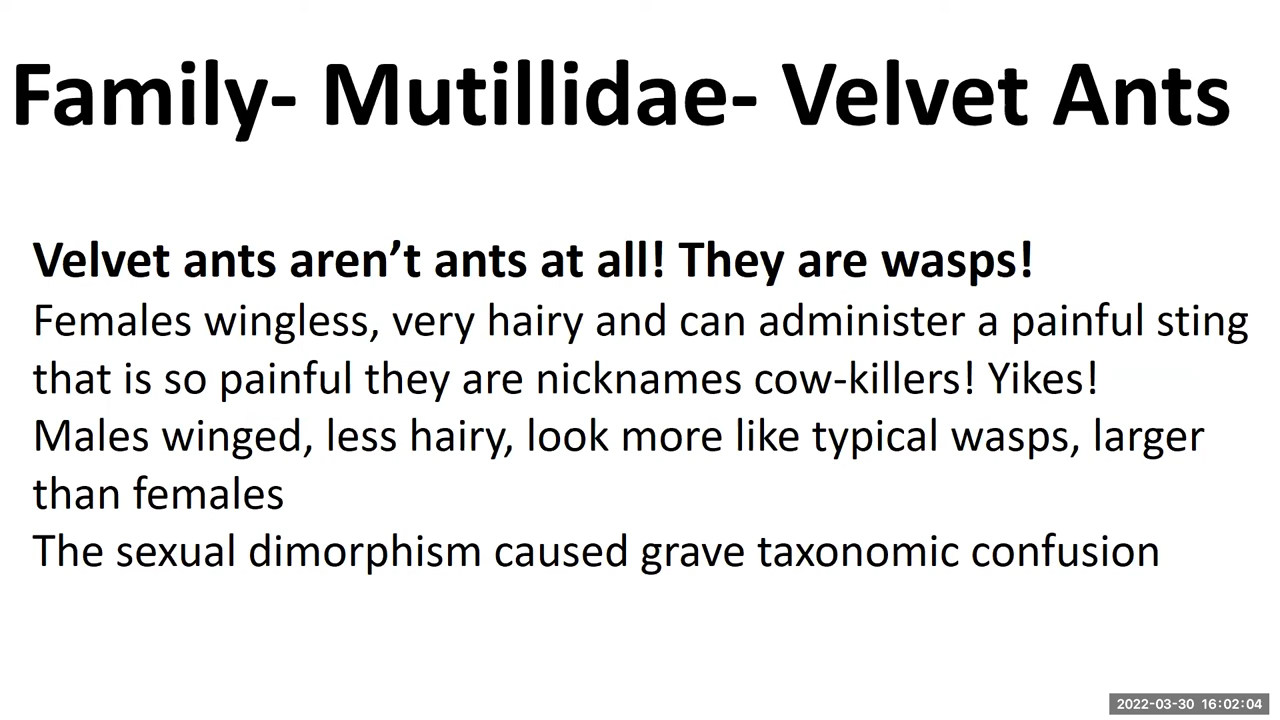 Family- Mutillidae- Velvet Ants
Velvet ants aren’t ants at all! They are wasps!
Females wingless, very hairy and can administer a painful sting
that is so painful they are nicknames cow-killers! Yikes!
Males winged, less hairy, look more like typical wasps, larger
than females
The sexual dimorphism caused grave taxonomic confusion
2022-03-30 16:02:04